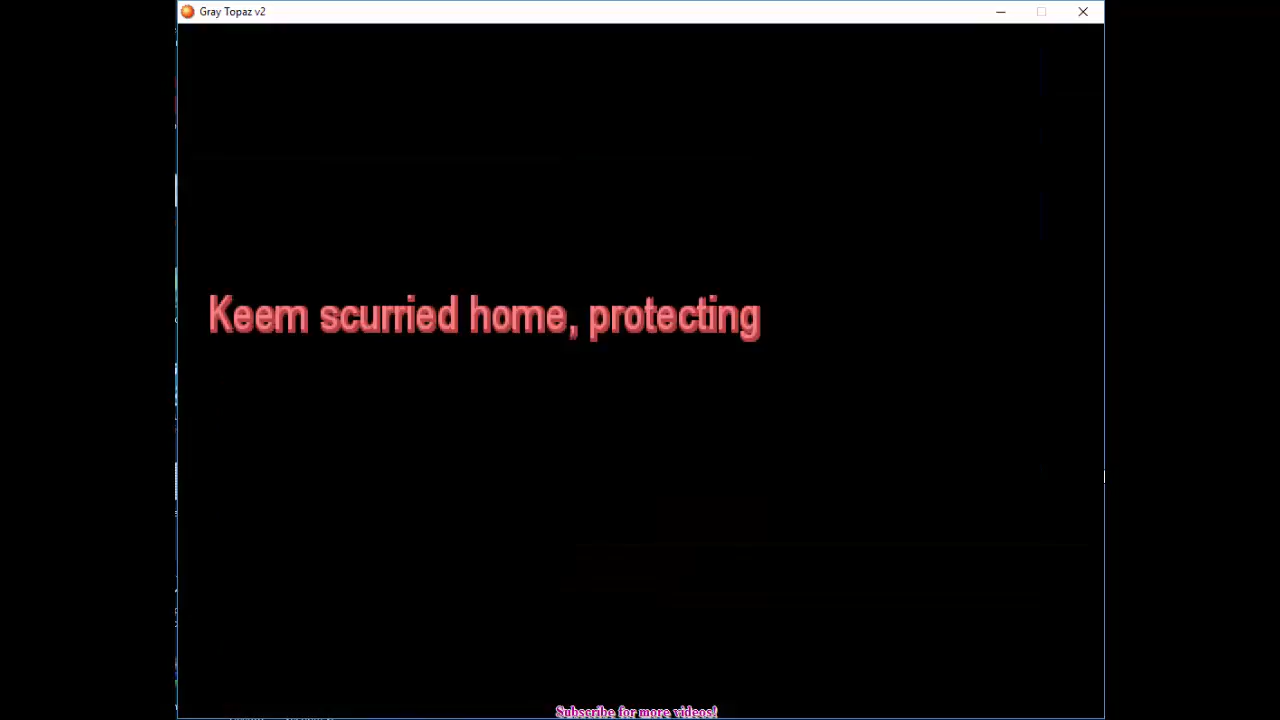 Gray Topaz v2
Keem scurried home, protecting
Subscribe for more videos!